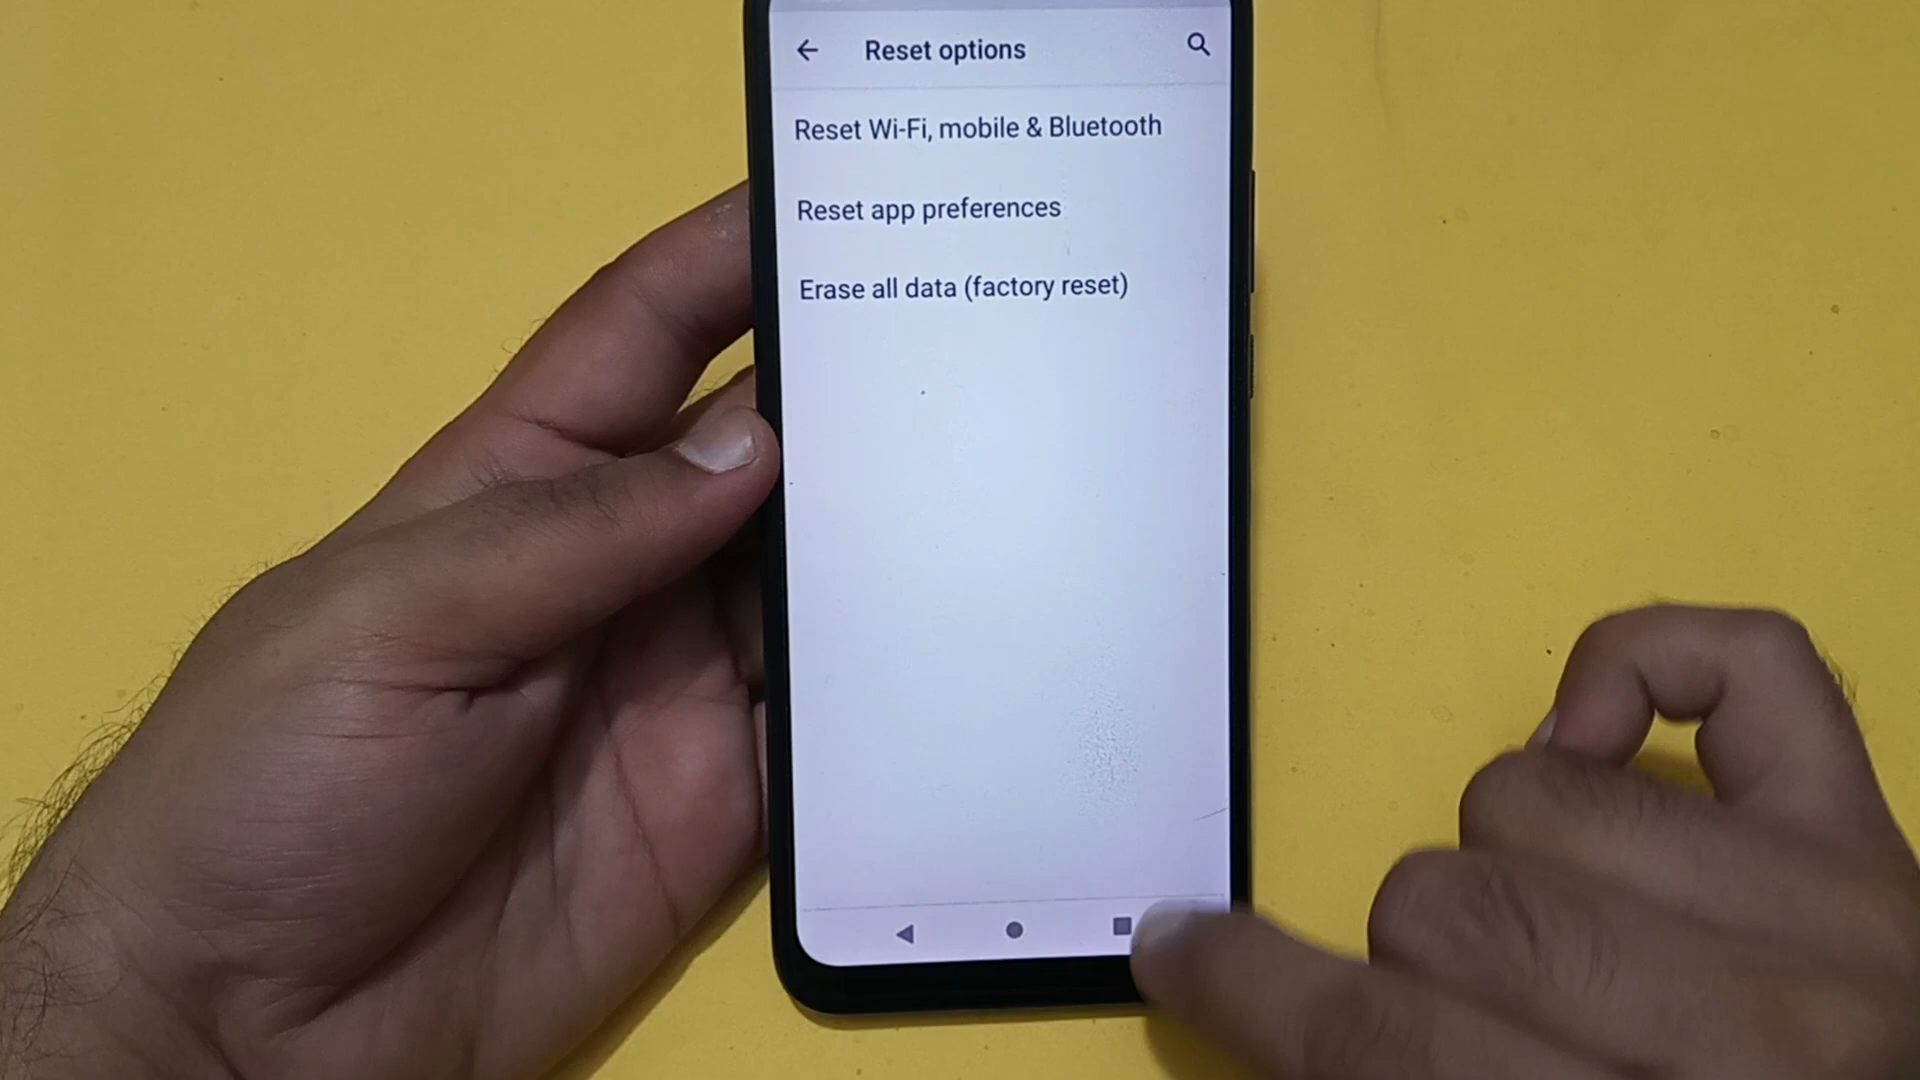 Reset options
Reset Wi-Fi, mobile & Bluetooth
Reset app preferences
Erase all data (factory reset)